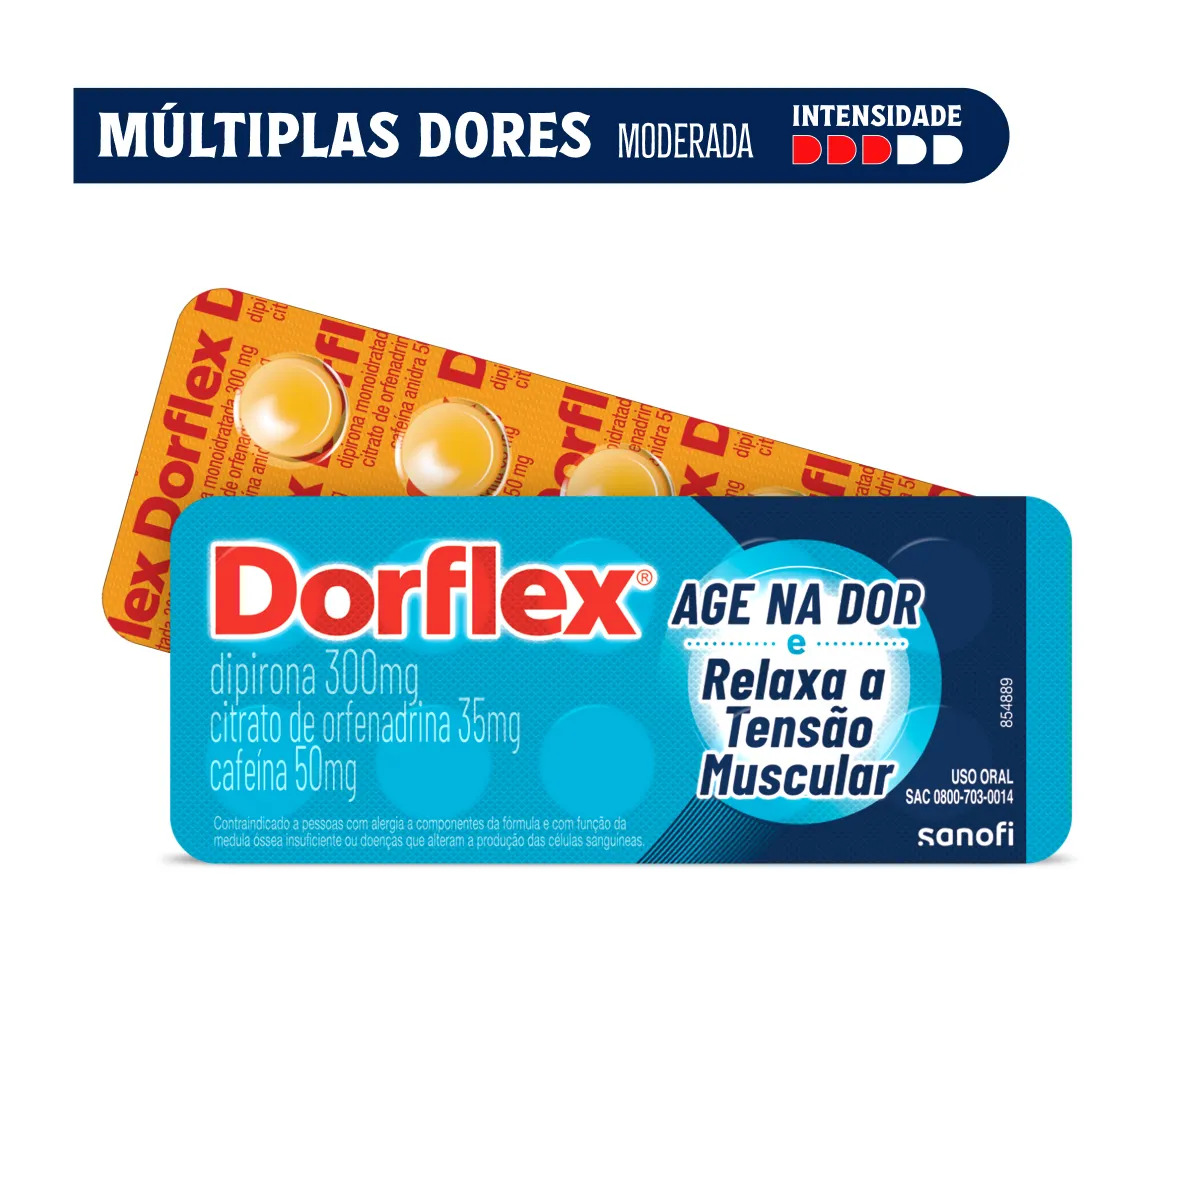 MÚLTIPLAS DORES MODERADA
INTENSIDADE
Dorflex
dipirona monoidratada 300 mg
citrato de orfenadrina
cafeína anidra 50 mg
Dorflex®
dipirona 300mg
citrato de orfenadrina 35mg
cafeína 50mg
Contraindicado a pessoas com alergia a componentes da fórmula e com função da
medula óssea insuficiente ou doenças que alteram a produção das células sanguíneas.
AGE NA DOR
e
Relaxa a
Tensão
Muscular
854889
USO ORAL
SAC 0800-703-0014
sanofi